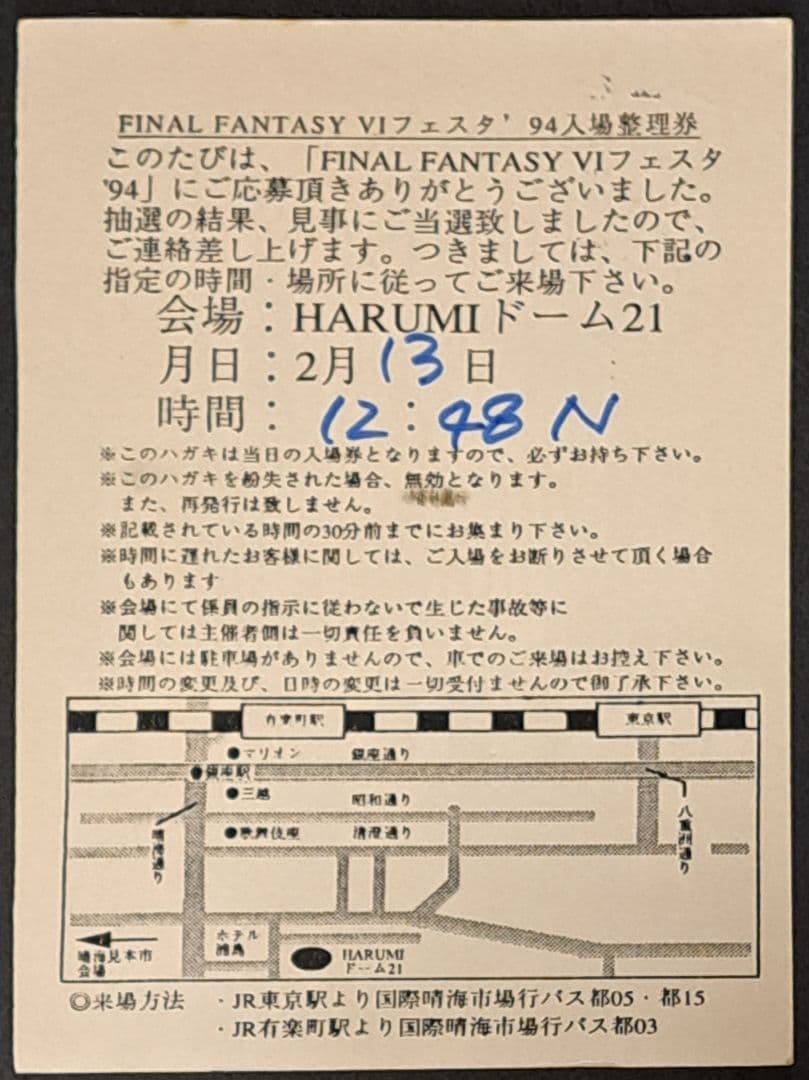 FINAL FANTASY VIフェスタ’94入場整理券
このたびは、「FINAL FANTASY VIフェスタ
'94」にご応募頂きありがとうございました。
抽選の結果、見事にご当選致しましたので、
ご連絡差し上げます。つきましては、下記の
指定の時間・場所に従ってご来場下さい。
会場：HARUMIドーム21
月日：2月13日
時間：12:48 N
※このハガキは当日の入場券となりますので、必ずお持ち下さい。
※このハガキを紛失された場合、無効となります。
また、再発行は致しません。
※記載されている時間の30分前までにお集まり下さい。
※時間に遅れたお客様に関しては、ご入場をお断りさせて頂く場合
もあります
※会場にて係員の指示に従わないで生じた事故等に
関しては主催者側は一切責任を負いません。
※会場には駐車場がありませんので、車でのご来場はお控え下さい。
※時間の変更及び、日時の変更は一切受付ませんので御了承下さい。
有楽町駅
東京駅
●マリオン
銀座通り
●銀座駅
●三越
昭和通り
八重洲通り
晴海通り
●歌舞伎座
清澄通り
晴海見本市
会場
ホテル
浦島
HARUMI
ドーム21
◎来場方法 ・JR東京駅より国際晴海市場行バス都05・都15
・JR有楽町駅より国際晴海市場行バス都03